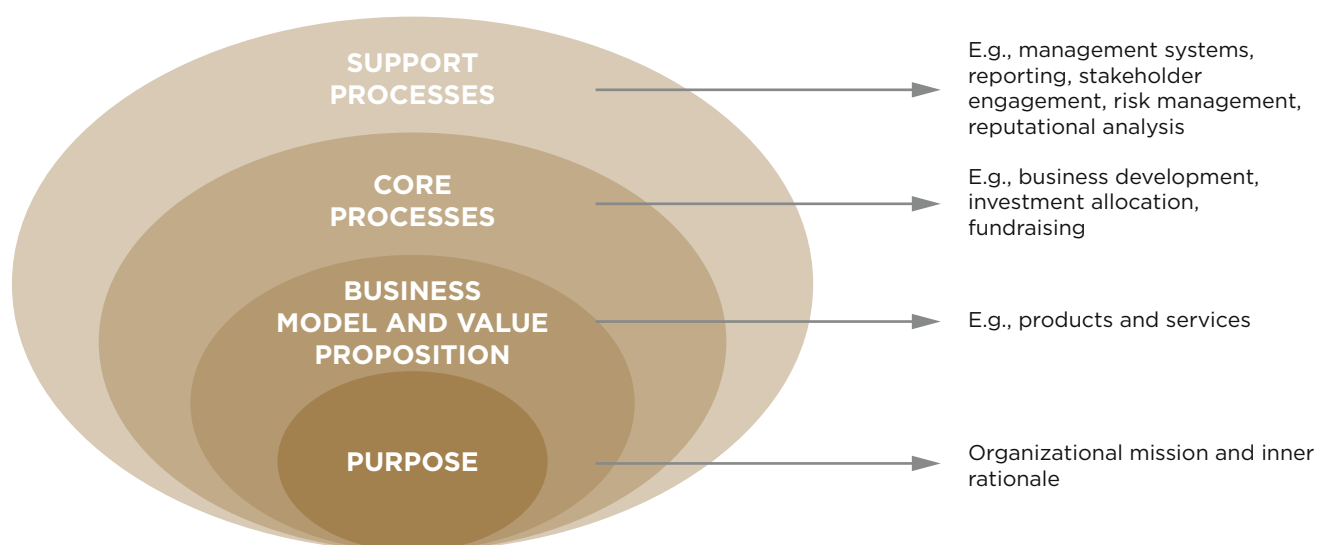 SUPPORT
PROCESSES
E.g., management systems,
reporting, stakeholder
engagement, risk management,
reputational analysis
CORE
PROCESSES
E.g., business development,
investment allocation,
fundraising
BUSINESS
MODEL AND VALUE
PROPOSITION
E.g., products and services
PURPOSE
Organizational mission and inner
rationale